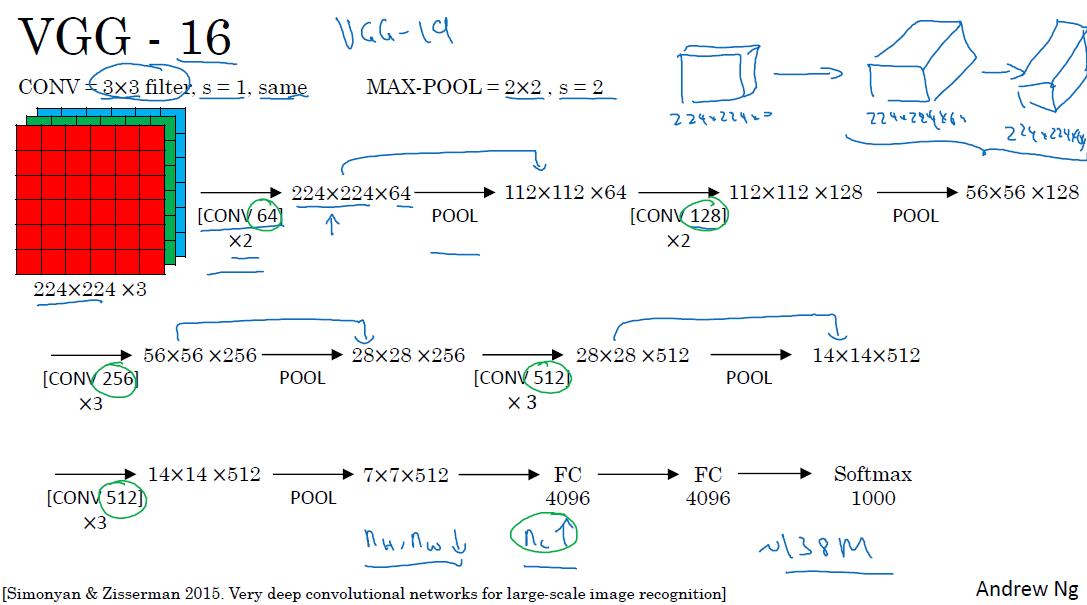 VGG - 16
VGG-19
CONV = 3×3 filter, s = 1, same
MAX-POOL = 2×2 , s = 2
224×224×3
224×224×64
224×224×64
224×224×64
112×112 ×64
112×112 ×128
56×56 ×128
[CONV 64]
POOL
[CONV 128]
POOL
×2
×2
224×224 ×3
56×56 ×256
28×28 ×256
28×28 ×512
14×14×512
[CONV 256]
POOL
[CONV 512]
POOL
×3
× 3
14×14 ×512
7×7×512
FC
FC
Softmax
[CONV 512]
POOL
4096
4096
1000
×3
nH, nW ↓
nC ↑
~138M
[Simonyan & Zisserman 2015. Very deep convolutional networks for large-scale image recognition]
Andrew Ng